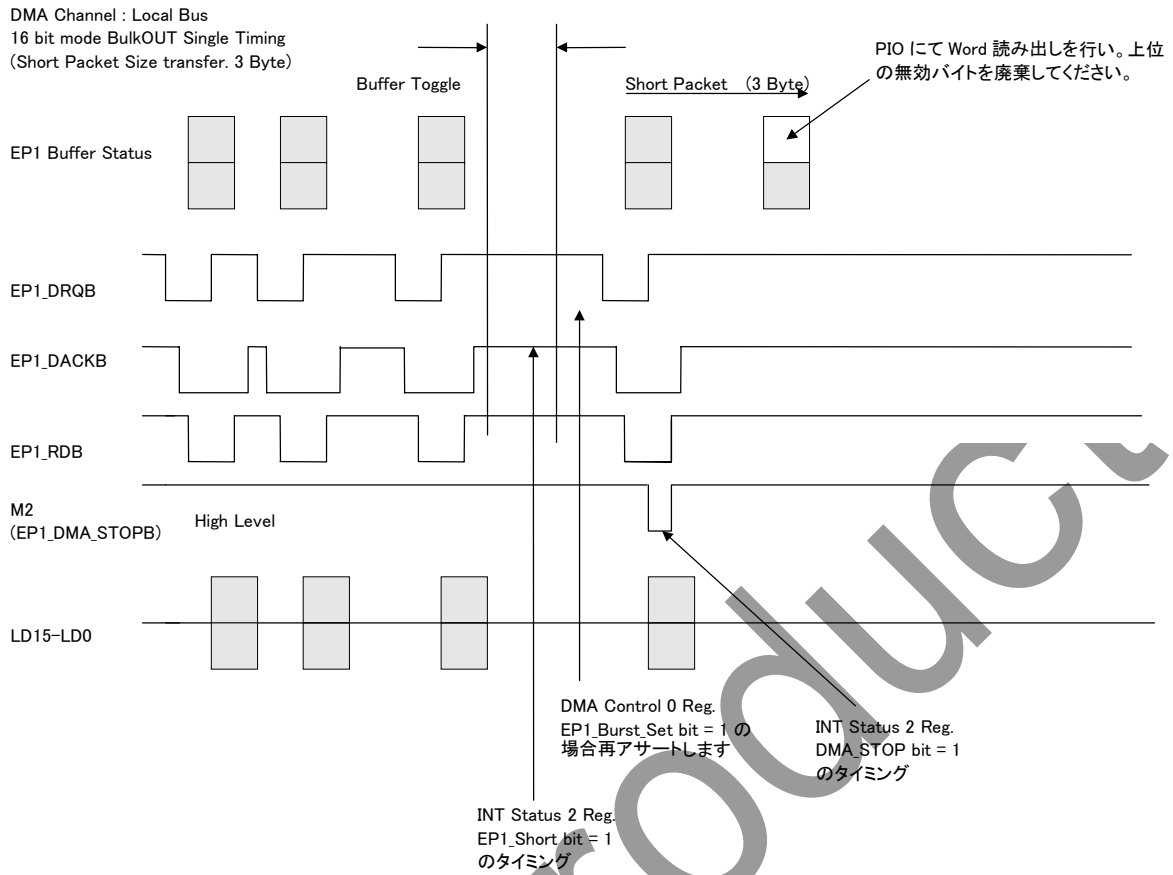 DMA Channel : Local Bus
16 bit mode BulkOUT Single Timing
(Short Packet Size transfer. 3 Byte)
PIO にて Word 読み出しを行い。上位
の無効バイトを廃棄してください。
Buffer Toggle
Short Packet (3 Byte)
EP1 Buffer Status
EP1_DRQB
EP1_DACKB
EP1_RDB
M2
(EP1_DMA_STOPB)
High Level
LD15-LD0
DMA Control 0 Reg.
EP1_Burst_Set bit = 1 の
場合再アサートします
INT Status 2 Reg.
DMA_STOP bit = 1
のタイミング
INT Status 2 Reg.
EP1_Short bit = 1
のタイミング
roduct